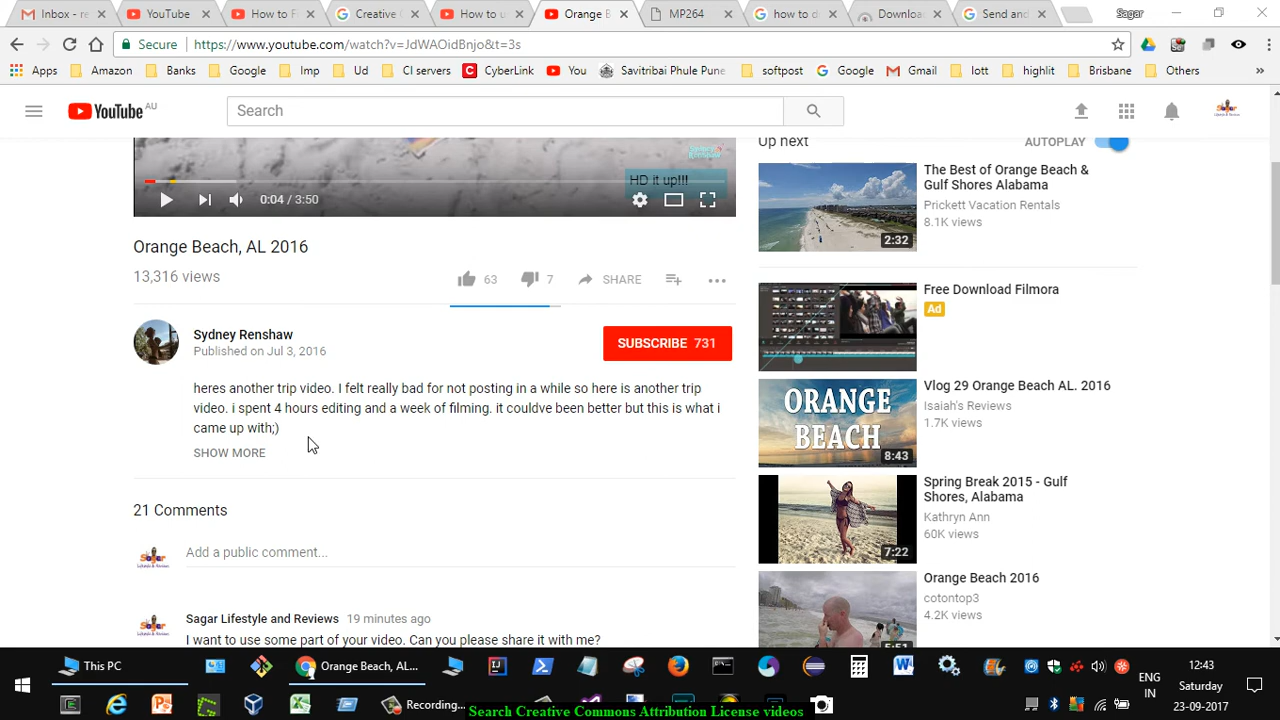 Inbox - re
YouTube
How to F
Creative C
How to u
Orange B
MP264
how to d
Downloa
Send and
Sagar
Secure
https://www.youtube.com/watch?v=JdWAOidBnjo&t=3s
Apps
Amazon
Banks
Google
Imp
Ud
CI servers
CyberLink
You
Savitribai Phule Pune
softpost
Google
Gmail
lott
highlit
Brisbane
Others
YouTube AU
Search
Up next
AUTOPLAY
Sydney
Renshaw
HD it up!!!
0:04 / 3:50
Orange Beach, AL 2016
13,316 views
63
7
SHARE
Sydney Renshaw
Published on Jul 3, 2016
SUBSCRIBE 731
heres another trip video. I felt really bad for not posting in a while so here is another trip
video. i spent 4 hours editing and a week of filming. it couldve been better but this is what i
came up with;)
SHOW MORE
21 Comments
Add a public comment...
Sagar Lifestyle and Reviews 19 minutes ago
I want to use some part of your video. Can you please share it with me?
The Best of Orange Beach &
Gulf Shores Alabama
Prickett Vacation Rentals
8.1K views
2:32
Free Download Filmora
Ad
Vlog 29 Orange Beach AL. 2016
Isaiah's Reviews
1.7K views
ORANGE
BEACH
8:43
Spring Break 2015 - Gulf
Shores, Alabama
Kathryn Ann
60K views
7:22
Orange Beach 2016
cotontop3
4.2K views
5:51
This PC
Orange Beach, AL...
Recording...
ENG
IN
12:43
Saturday
23-09-2017
Search Creative Commons Attribution License videos